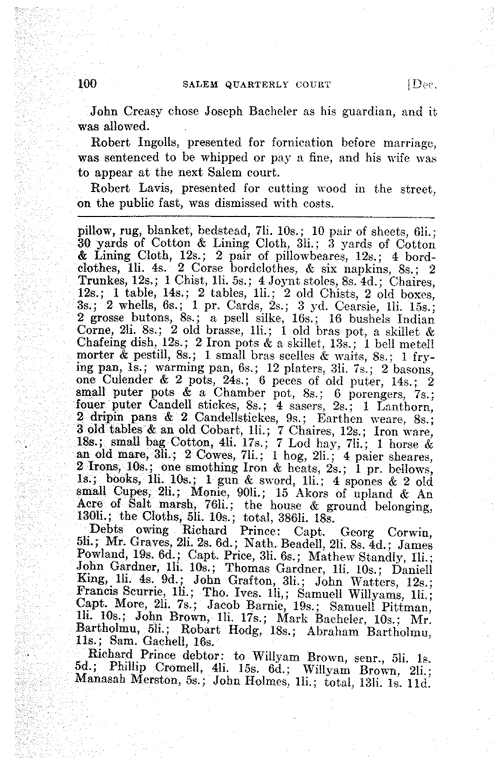 100 SALEM QUARTERLY COURT [Dec.
John Creasy chose Joseph Bacheler as his guardian, and it
was allowed.
Robert Ingolls, presented for fornication before marriage,
was sentenced to be whipped or pay a fine, and his wife was
to appear at the next Salem court.
Robert Lavis, presented for cutting wood in the street,
on the public fast, was dismissed with costs.
pillow, rug, blanket, bedstead, 7li. 10s.; 10 pair of sheets, 6li.;
30 yards of Cotton & Lining Cloth, 3li.; 3 yards of Cotton
& Lining Cloth, 12s.; 2 pair of pillowbeares, 12s.; 4 bord-
clothes, 1li. 4s. 2 Corse bordclothes, & six napkins, 8s.; 2
Trunkes, 12s.; 1 Chist, 1li. 5s.; 4 Joynt stoles, 8s. 4d.; Chaires,
12s.; 1 table, 14s.; 2 tables, 1li.; 2 old Chists, 2 old boxes,
3s.; 2 whells, 6s.; 1 pr. Cards, 2s.; 3 yd. Cearsie, 1li. 15s.;
2 grosse butons, 8s.; a psell silke, 16s.; 16 bushels Indian
Corne, 2li. 8s.; 2 old brasse, 1li.; 1 old bras pot, a skillet &
Chafeing dish, 12s.; 2 Iron pots & a skillet, 13s.; 1 bell metell
morter & pestill, 8s.; 1 small bras scelles & waits, 8s.; 1 fry-
ing pan, 1s.; warming pan, 6s.; 12 platers, 3li. 7s.; 2 basons,
one Culender & 2 pots, 24s.; 6 peces of old puter, 14s.; 2
small puter pots & a Chamber pot, 8s.; 6 porengers, 7s.;
fouer puter Candell stickes, 8s.; 4 sasers, 2s.; 1 Lanthorn,
2 dripin pans & 2 Candellstickes, 9s.; Earthen weare, 8s.;
3 old tables & an old Cobart, 1li.; 7 Chaires, 12s.; Iron ware,
18s.; small bag Cotton, 4li. 17s.; 7 Lod hay, 7li.; 1 horse &
an old mare, 3li.; 2 Cowes, 7li.; 1 hog, 2li.; 4 paier sheares,
2 Irons, 10s.; one smothing Iron & heats, 2s.; 1 pr. bellows,
1s.; books, 1li. 10s.; 1 gun & sword, 1li.; 4 spones & 2 old
small Cupes, 2li.; Monie, 90li.; 15 Akors of upland & An
Acre of Salt marsh, 76li.; the house & ground belonging,
130li.; the Cloths, 5li. 10s.; total, 386li. 18s.
Debts owing Richard Prince: Capt. Georg Corwin,
5li.; Mr. Graves, 2li. 2s. 6d.; Nath. Beadell, 2li. 8s. 4d.; James
Powland, 19s. 6d.; Capt. Price, 3li. 6s.; Mathew Standly, 1li.;
John Gardner, 1li. 10s.; Thomas Gardner, 1li. 10s.; Daniell
King, 1li. 4s. 9d.; John Grafton, 3li.; John Watters, 12s.;
Francis Scurrie, 1li.; Tho. Ives. 1li,; Samuell Willyams, 1li.;
Capt. More, 2li. 7s.; Jacob Barnie, 19s.; Samuell Pittman,
1li. 10s.; John Brown, 1li. 17s.; Mark Bacheler, 10s.; Mr.
Bartholmu, 5li.; Robart Hodg, 18s.; Abraham Bartholmu,
11s.; Sam. Gachell, 16s.
Richard Prince debtor: to Willyam Brown, senr., 5li. 1s.
5d.; Phillip Cromell, 4li. 15s. 6d.; Willyam Brown, 2li.;
Manasah Merston, 5s.; John Holmes, 1li.; total, 13li. 1s. 11d.